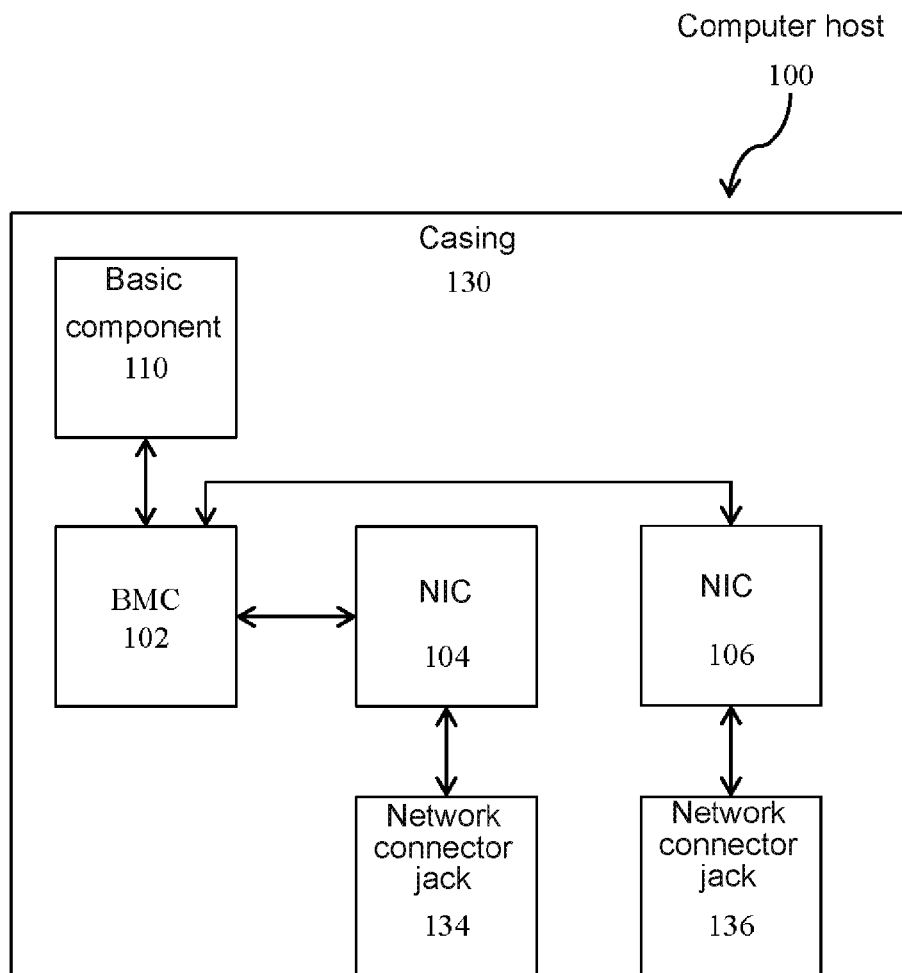 Computer host
100
Casing
130
Basic
component
110
BMC
102
NIC
104
NIC
106
Network
connector
jack
134
Network
connector
jack
136